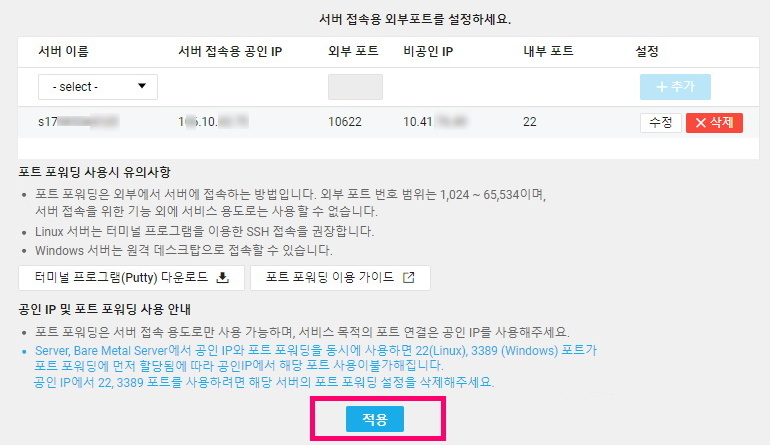 서버 접속용 외부포트를 설정하세요.
서버 이름 서버 접속용 공인 IP 외부 포트 비공인 IP 내부 포트 설정
- select - + 추가
s17 10 .10. 10622 10.41 22 수정 × 삭제
포트 포워딩 사용시 유의사항
• 포트 포워딩은 외부에서 서버에 접속하는 방법입니다. 외부 포트 번호 범위는 1,024 ~ 65,534이며,
서버 접속을 위한 기능 외에 서비스 용도로는 사용할 수 없습니다.
• Linux 서버는 터미널 프로그램을 이용한 SSH 접속을 권장합니다.
• Windows 서버는 원격 데스크탑으로 접속할 수 있습니다.
터미널 프로그램(Putty) 다운로드 포트 포워딩 이용 가이드
공인 IP 및 포트 포워딩 사용 안내
• 포트 포워딩은 서버 접속 용도로만 사용 가능하며, 서비스 목적의 포트 연결은 공인 IP를 사용해주세요.
• Server, Bare Metal Server에서 공인 IP와 포트 포워딩을 동시에 사용하면 22(Linux), 3389 (Windows) 포트가
포트 포워딩에 먼저 할당됨에 따라 공인IP에서 해당 포트 사용이불가해집니다.
공인 IP에서 22, 3389 포트를 사용하려면 해당 서버의 포트 포워딩 설정을 삭제해주세요.
적용